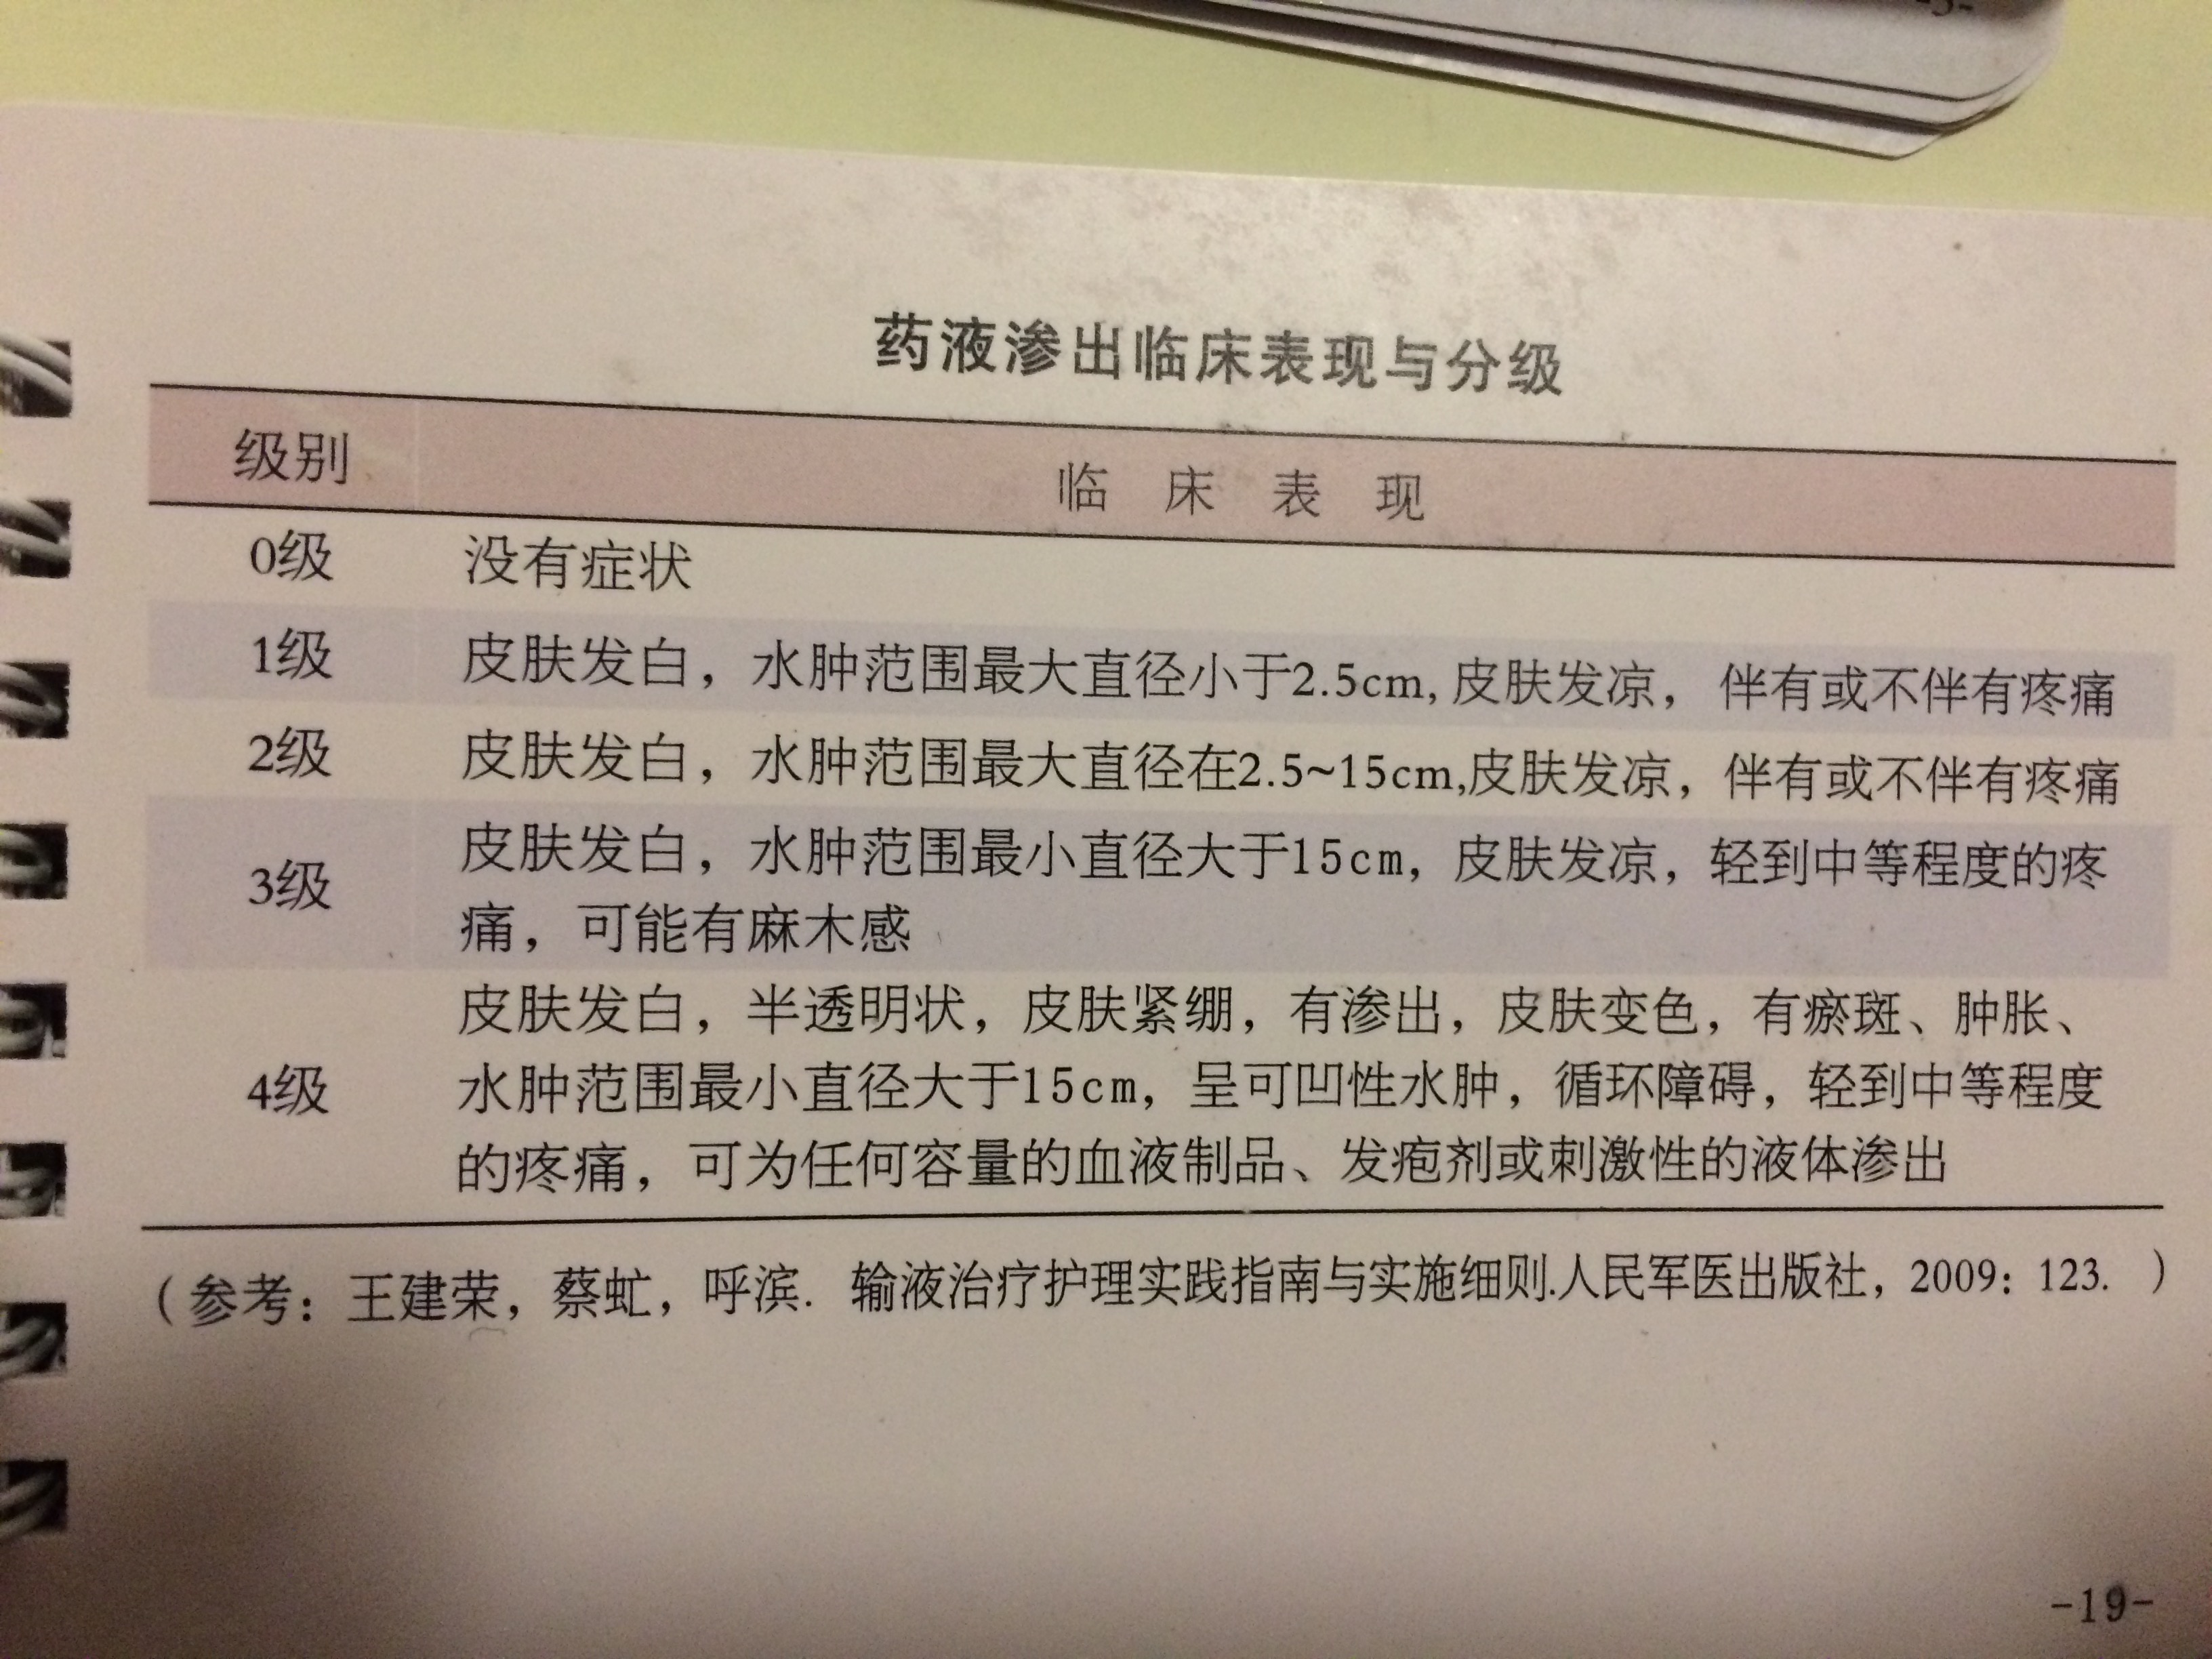 药液渗出临床表现与分级
级别 临床表现
0级 没有症状
1级 皮肤发白，水肿范围最大直径小于2.5cm,皮肤发凉，伴有或不伴有疼痛
2级 皮肤发白，水肿范围最大直径在2.5~15cm,皮肤发凉，伴有或不伴有疼痛
3级 皮肤发白，水肿范围最小直径大于15cm，皮肤发凉，轻到中等程度的疼
痛，可能有麻木感
皮肤发白，半透明状，皮肤紧绷，有渗出，皮肤变色，有瘀斑、肿胀、
4级 水肿范围最小直径大于15cm，呈可凹性水肿，循环障碍，轻到中等程度
的疼痛，可为任何容量的血液制品、发疱剂或刺激性的液体渗出
（参考：王建荣，蔡虻，呼滨. 输液治疗护理实践指南与实施细则.人民军医出版社，2009：123. ）
-19-